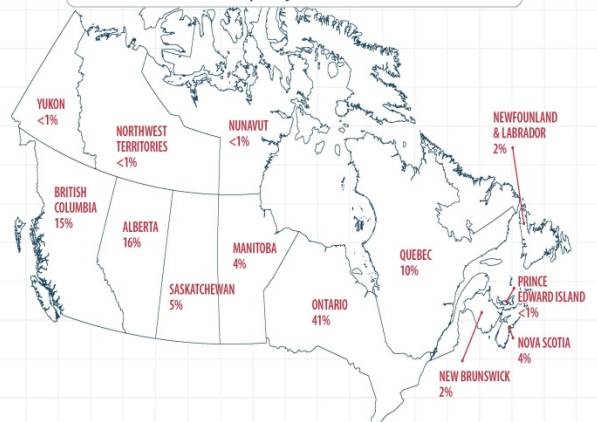 YUKON
<1%
NORTHWEST
TERRITORIES
<1%
NUNAVUT
<1%
NEWFOUNLAND
& LABRADOR
2%
BRITISH
COLUMBIA
15%
ALBERTA
16%
SASKATCHEWAN
5%
MANITOBA
4%
ONTARIO
41%
QUEBEC
10%
PRINCE
EDWARD ISLAND
<1%
NOVA SCOTIA
4%
NEW BRUNSWICK
2%